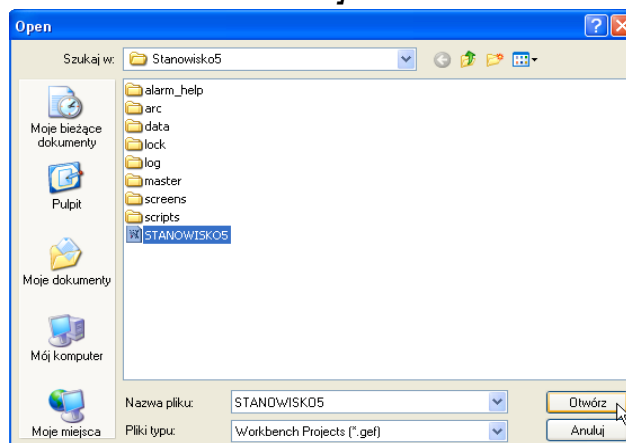 Open
Szukaj w:
Stanowisko5
alarm_help
arc
data
lock
log
master
screens
scripts
STANOWISKO5
Moje bieżące
dokumenty
Pulpit
Moje dokumenty
Mój komputer
Moje miejsca
Nazwa pliku:
STANOWISKO5
Otwórz
Pliki typu:
Workbench Projects (*.gef)
Anuluj